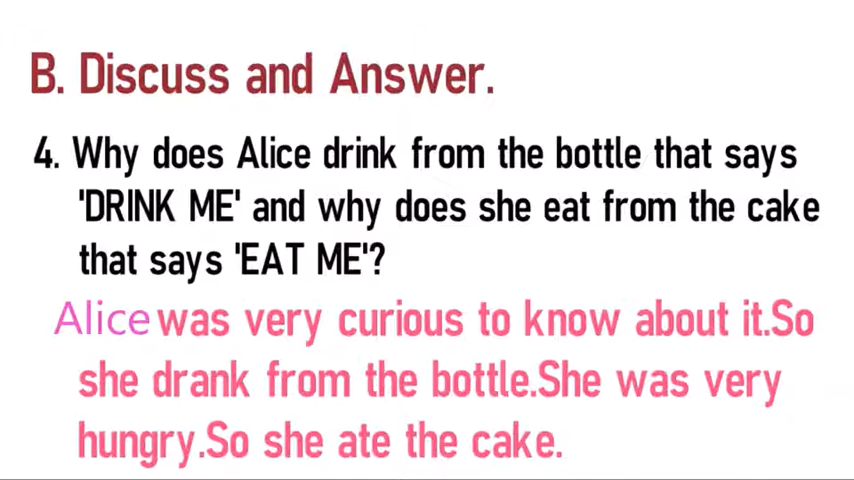 B. Discuss and Answer.
4. Why does Alice drink from the bottle that says
'DRINK ME' and why does she eat from the cake
that says 'EAT ME'?
Alice was very curious to know about it.So
she drank from the bottle.She was very
hungry.So she ate the cake.